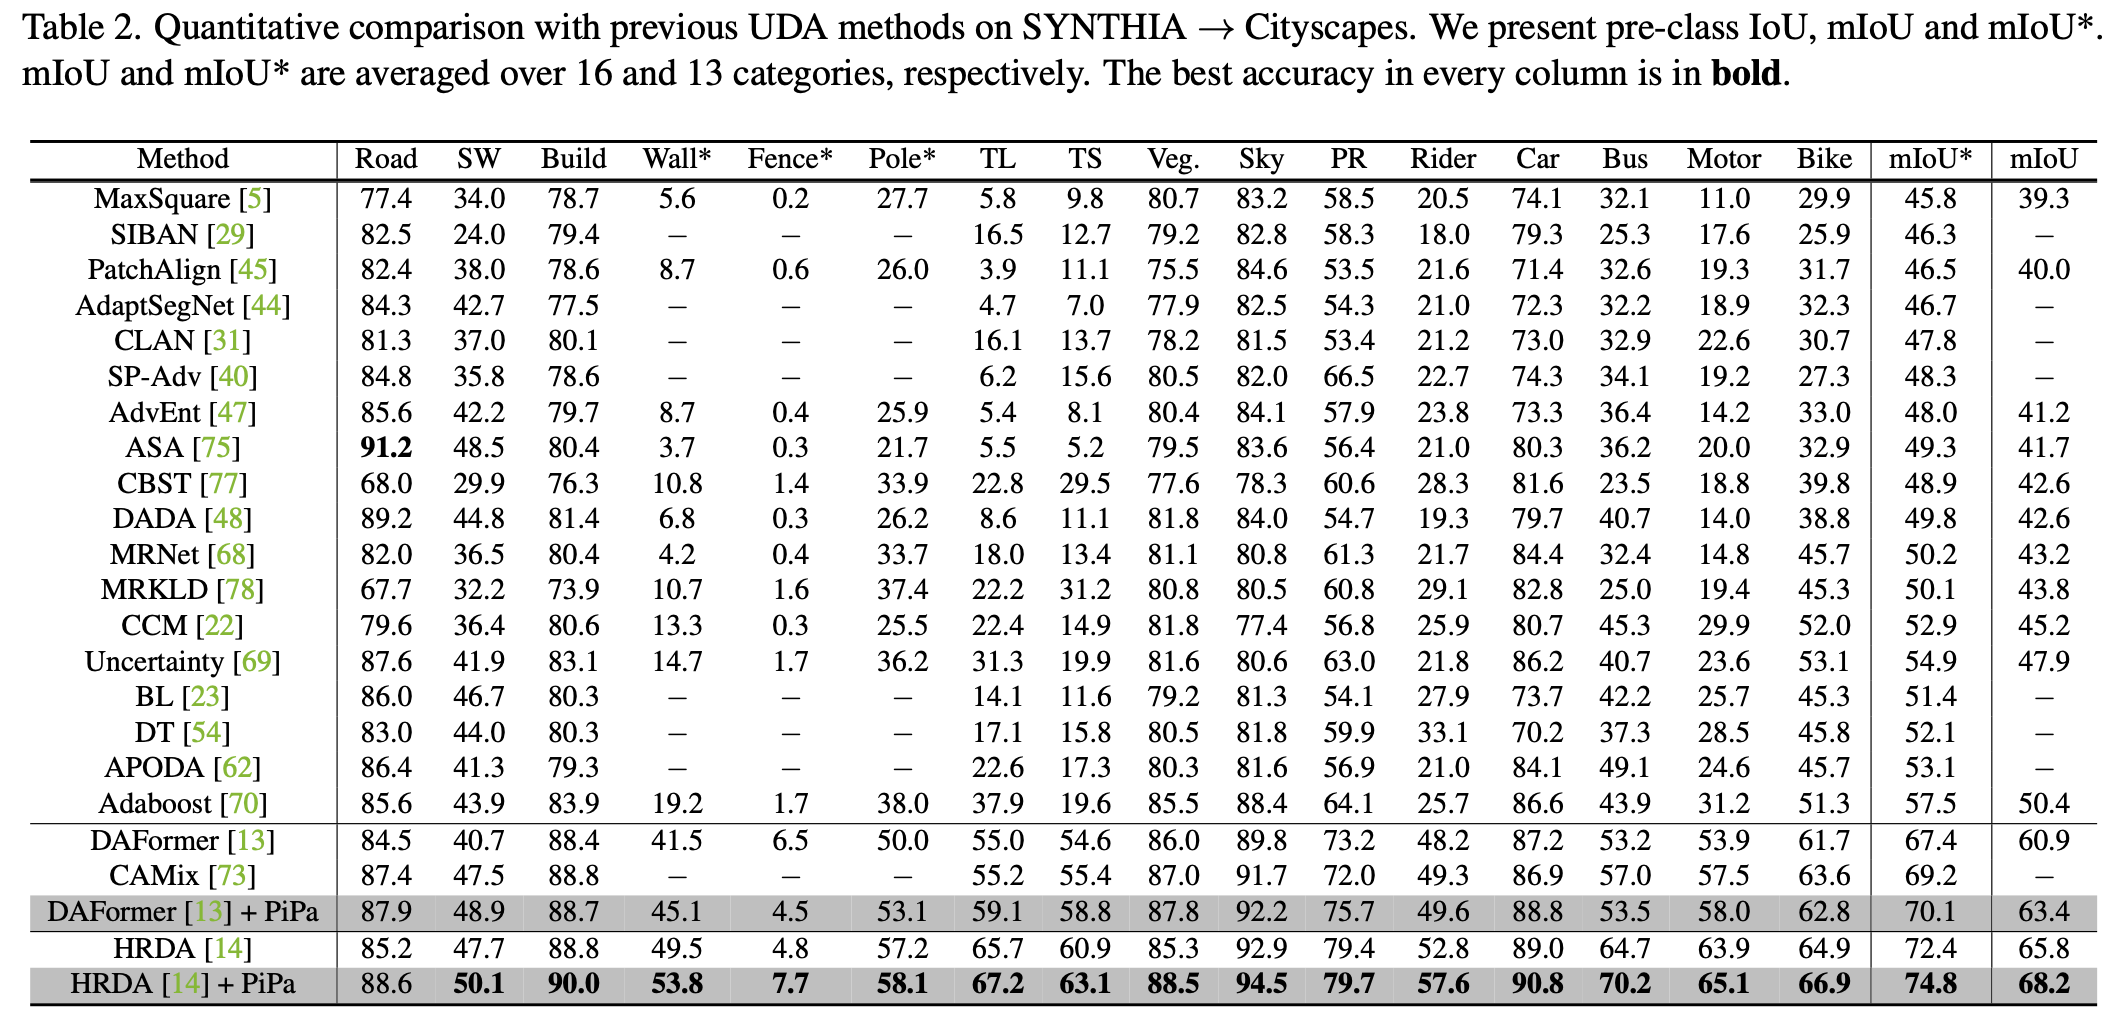 Table 2. Quantitative comparison with previous UDA methods on SYNTHIA → Cityscapes. We present pre-class IoU, mIoU and mIoU*.
mIoU and mIoU* are averaged over 16 and 13 categories, respectively. The best accuracy in every column is in bold.
Method Road SW Build Wall* Fence* Pole* TL TS Veg. Sky PR Rider Car Bus Motor Bike mIoU* mIoU
MaxSquare [5] 77.4 34.0 78.7 5.6 0.2 27.7 5.8 9.8 80.7 83.2 58.5 20.5 74.1 32.1 11.0 29.9 45.8 39.3
SIBAN [29] 82.5 24.0 79.4 – – – 16.5 12.7 79.2 82.8 58.3 18.0 79.3 25.3 17.6 25.9 46.3 –
PatchAlign [45] 82.4 38.0 78.6 8.7 0.6 26.0 3.9 11.1 75.5 84.6 53.5 21.6 71.4 32.6 19.3 31.7 46.5 40.0
AdaptSegNet [44] 84.3 42.7 77.5 – – – 4.7 7.0 77.9 82.5 54.3 21.0 72.3 32.2 18.9 32.3 46.7 –
CLAN [31] 81.3 37.0 80.1 – – – 16.1 13.7 78.2 81.5 53.4 21.2 73.0 32.9 22.6 30.7 47.8 –
SP-Adv [40] 84.8 35.8 78.6 – – – 6.2 15.6 80.5 82.0 66.5 22.7 74.3 34.1 19.2 27.3 48.3 –
AdvEnt [47] 85.6 42.2 79.7 8.7 0.4 25.9 5.4 8.1 80.4 84.1 57.9 23.8 73.3 36.4 14.2 33.0 48.0 41.2
ASA [75] 91.2 48.5 80.4 3.7 0.3 21.7 5.5 5.2 79.5 83.6 56.4 21.0 80.3 36.2 20.0 32.9 49.3 41.7
CBST [77] 68.0 29.9 76.3 10.8 1.4 33.9 22.8 29.5 77.6 78.3 60.6 28.3 81.6 23.5 18.8 39.8 48.9 42.6
DADA [48] 89.2 44.8 81.4 6.8 0.3 26.2 8.6 11.1 81.8 84.0 54.7 19.3 79.7 40.7 14.0 38.8 49.8 42.6
MRNet [68] 82.0 36.5 80.4 4.2 0.4 33.7 18.0 13.4 81.1 80.8 61.3 21.7 84.4 32.4 14.8 45.7 50.2 43.2
MRKLD [78] 67.7 32.2 73.9 10.7 1.6 37.4 22.2 31.2 80.8 80.5 60.8 29.1 82.8 25.0 19.4 45.3 50.1 43.8
CCM [22] 79.6 36.4 80.6 13.3 0.3 25.5 22.4 14.9 81.8 77.4 56.8 25.9 80.7 45.3 29.9 52.0 52.9 45.2
Uncertainty [69] 87.6 41.9 83.1 14.7 1.7 36.2 31.3 19.9 81.6 80.6 63.0 21.8 86.2 40.7 23.6 53.1 54.9 47.9
BL [23] 86.0 46.7 80.3 – – – 14.1 11.6 79.2 81.3 54.1 27.9 73.7 42.2 25.7 45.3 51.4 –
DT [54] 83.0 44.0 80.3 – – – 17.1 15.8 80.5 81.8 59.9 33.1 70.2 37.3 28.5 45.8 52.1 –
APODA [62] 86.4 41.3 79.3 – – – 22.6 17.3 80.3 81.6 56.9 21.0 84.1 49.1 24.6 45.7 53.1 –
Adaboost [70] 85.6 43.9 83.9 19.2 1.7 38.0 37.9 19.6 85.5 88.4 64.1 25.7 86.6 43.9 31.2 51.3 57.5 50.4
DAFormer [13] 84.5 40.7 88.4 41.5 6.5 50.0 55.0 54.6 86.0 89.8 73.2 48.2 87.2 53.2 53.9 61.7 67.4 60.9
CAMix [73] 87.4 47.5 88.8 – – – 55.2 55.4 87.0 91.7 72.0 49.3 86.9 57.0 57.5 63.6 69.2 –
DAFormer [13] + PiPa 87.9 48.9 88.7 45.1 4.5 53.1 59.1 58.8 87.8 92.2 75.7 49.6 88.8 53.5 58.0 62.8 70.1 63.4
HRDA [14] 85.2 47.7 88.8 49.5 4.8 57.2 65.7 60.9 85.3 92.9 79.4 52.8 89.0 64.7 63.9 64.9 72.4 65.8
HRDA [14] + PiPa 88.6 50.1 90.0 53.8 7.7 58.1 67.2 63.1 88.5 94.5 79.7 57.6 90.8 70.2 65.1 66.9 74.8 68.2